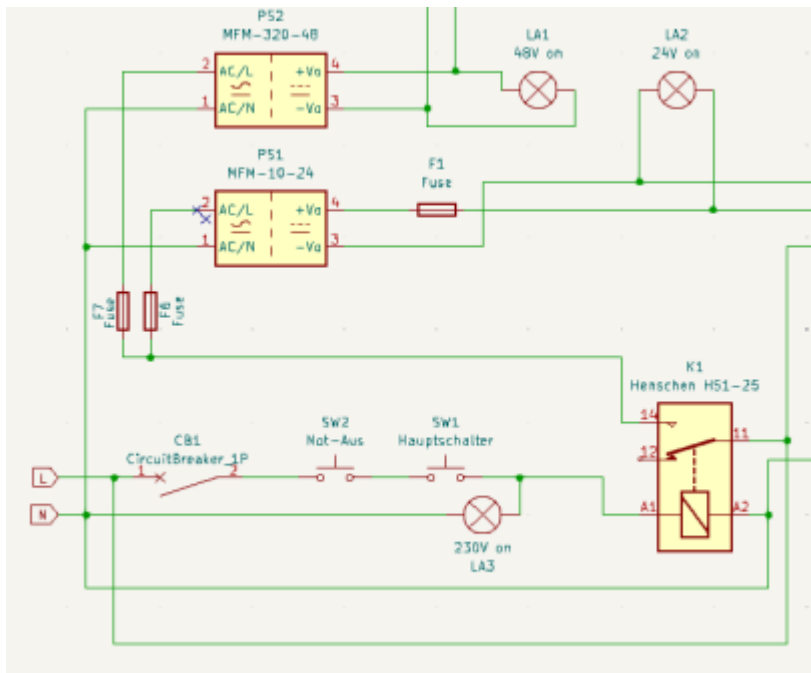 PS2
MFM-320-48
2 AC/L +Vo 4
1 AC/N -Vo 3
LA1
48V on
LA2
24V on
PS1
MFM-10-24
2 AC/L +Vo 4
1 AC/N -Vo 3
F1
Fuse
F7
Fuse
F6
Fuse
K1
Henschen HS1-25
14
12
11
A1
A2
CB1
CircuitBreaker_1P
1
2
SW2
Not-Aus
SW1
Hauptschalter
L
N
230V on
LA3